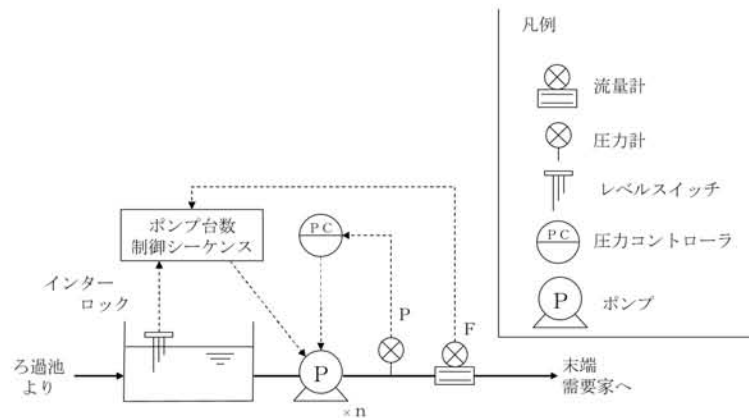 凡例
流量計
圧力計
レベルスイッチ
PC
圧力コントローラ
P
ポンプ
ポンプ台数
制御シーケンス
PC
インター
ロック
P
F
ろ過池
より
P
×n
末端
需要家へ